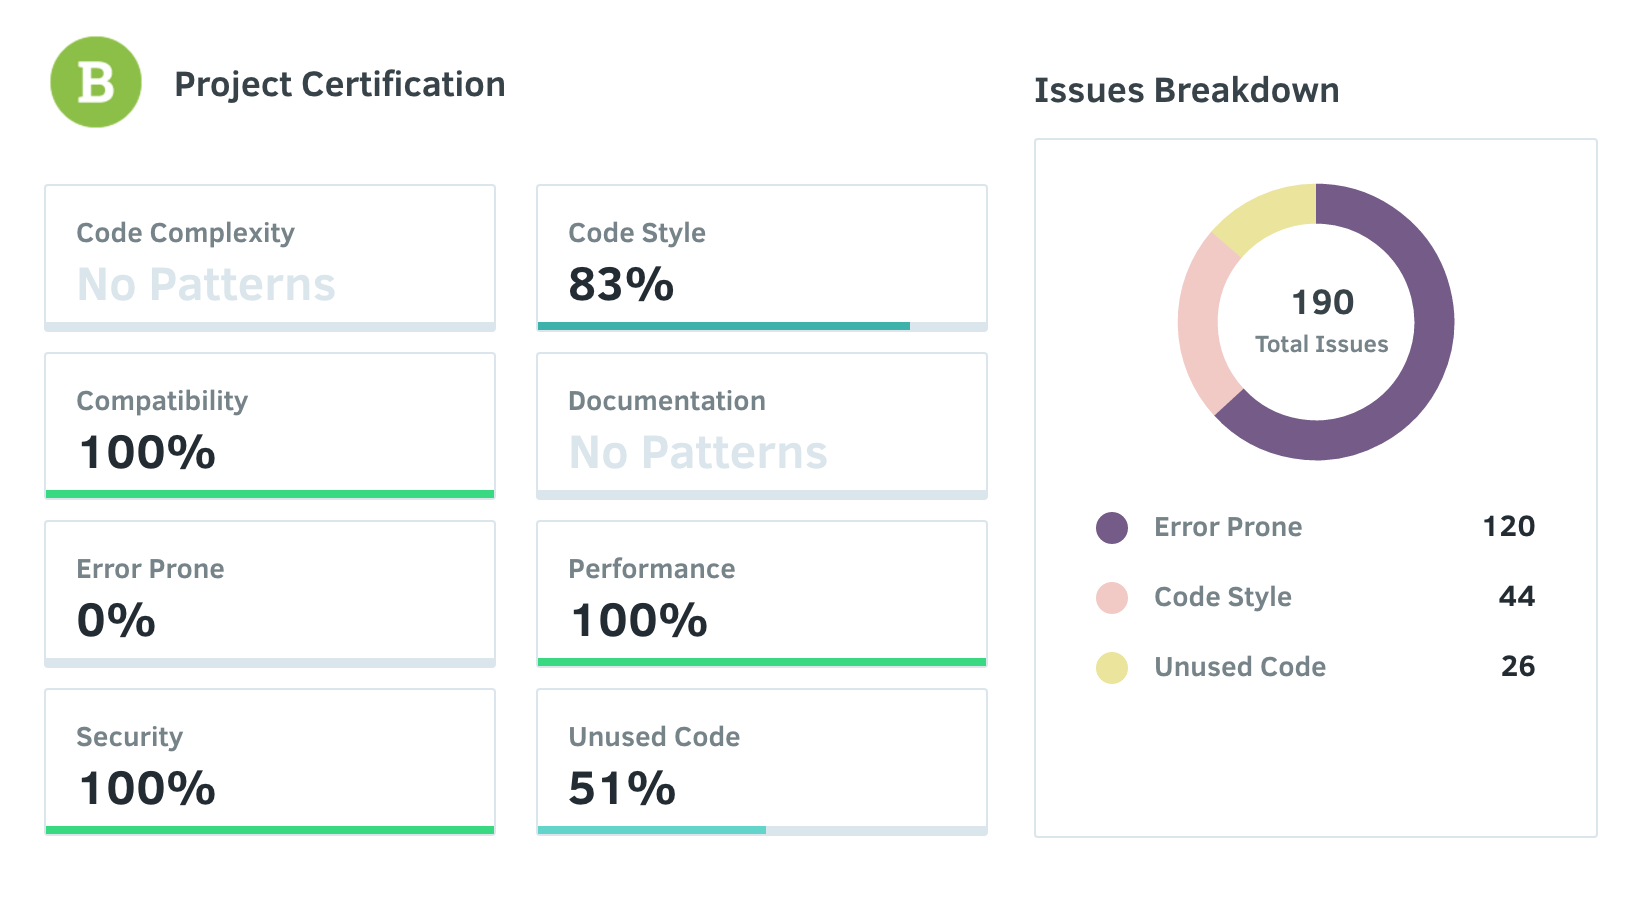 B
Project Certification
Code Complexity
No Patterns
Code Style
83%
Compatibility
100%
Documentation
No Patterns
Error Prone
0%
Performance
100%
Security
100%
Unused Code
51%
Issues Breakdown
190
Total Issues
Error Prone 120
Code Style 44
Unused Code 26